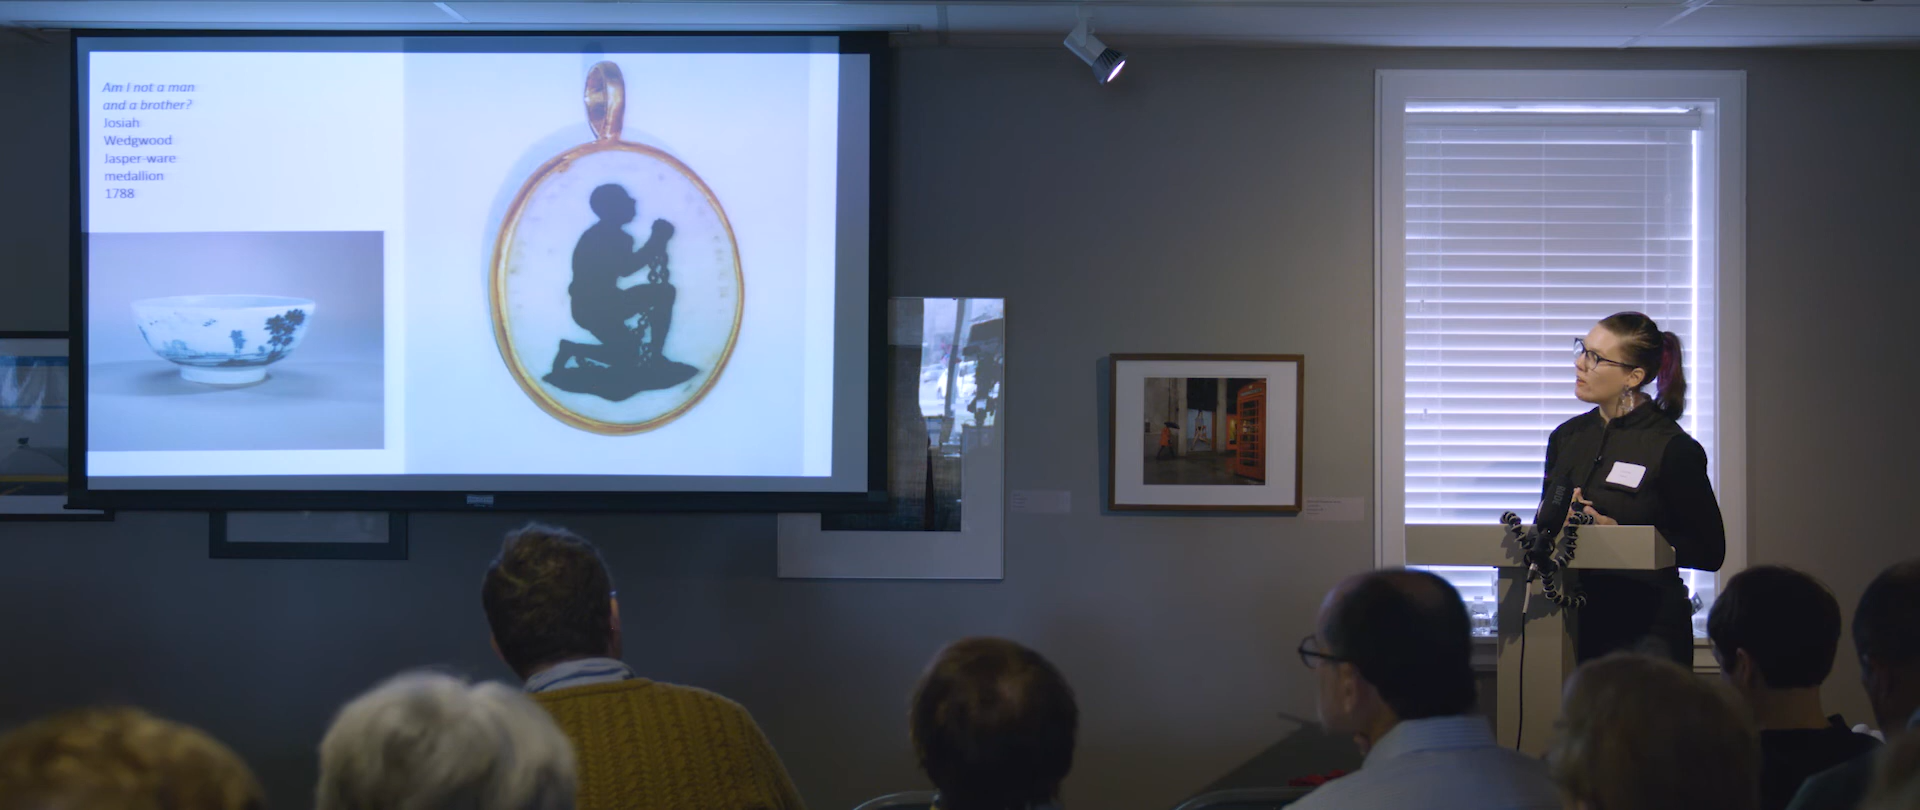 Am I not a man
and a brother?
Josiah
Wedgwood
Jasper-ware
medallion
1788